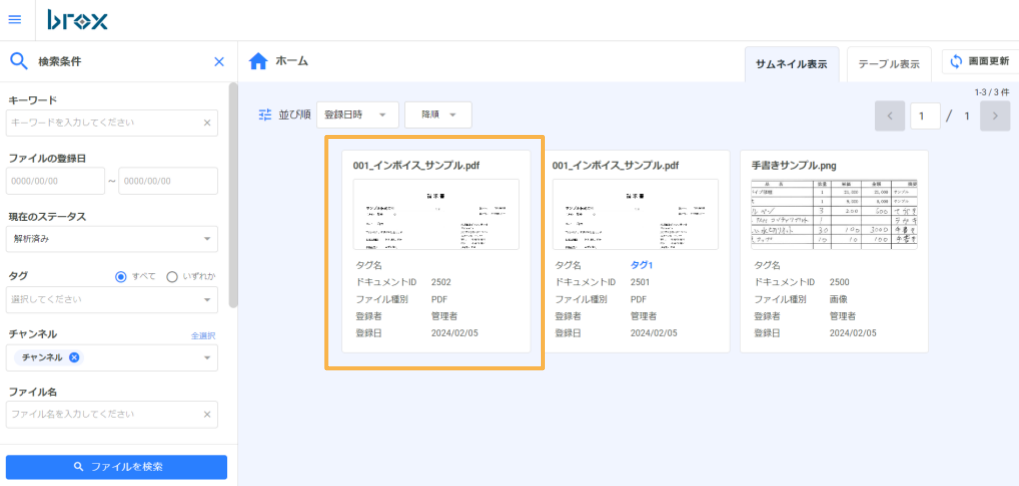 brox
検索条件
キーワード
キーワードを入力してください
ファイルの登録日
0000/00/00 ~ 0000/00/00
現在のステータス
解析済み
タグ すべて いずれか
選択してください
チャンネル 全選択
チャンネル
ファイル名
ファイル名を入力してください
ファイルを検索
ホーム
サムネイル表示 テーブル表示 画面更新
1-3 / 3 件
並び順 登録日時 降順
1 / 1
001_インボイス_サンプル.pdf
タグ名
ドキュメントID 2502
ファイル種別 PDF
登録者 管理者
登録日 2024/02/05
001_インボイス_サンプル.pdf
タグ名 タグ1
ドキュメントID 2501
ファイル種別 PDF
登録者 管理者
登録日 2024/02/05
手書きサンプル.png
タグ名
ドキュメントID 2500
ファイル種別 画像
登録者 管理者
登録日 2024/02/05